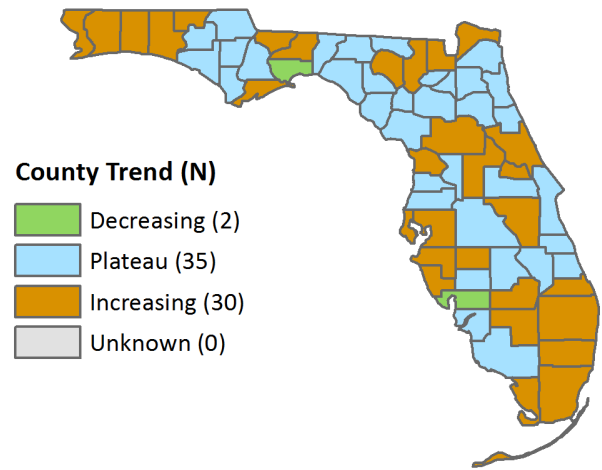 County Trend (N)
Decreasing (2)
Plateau (35)
Increasing (30)
Unknown (0)